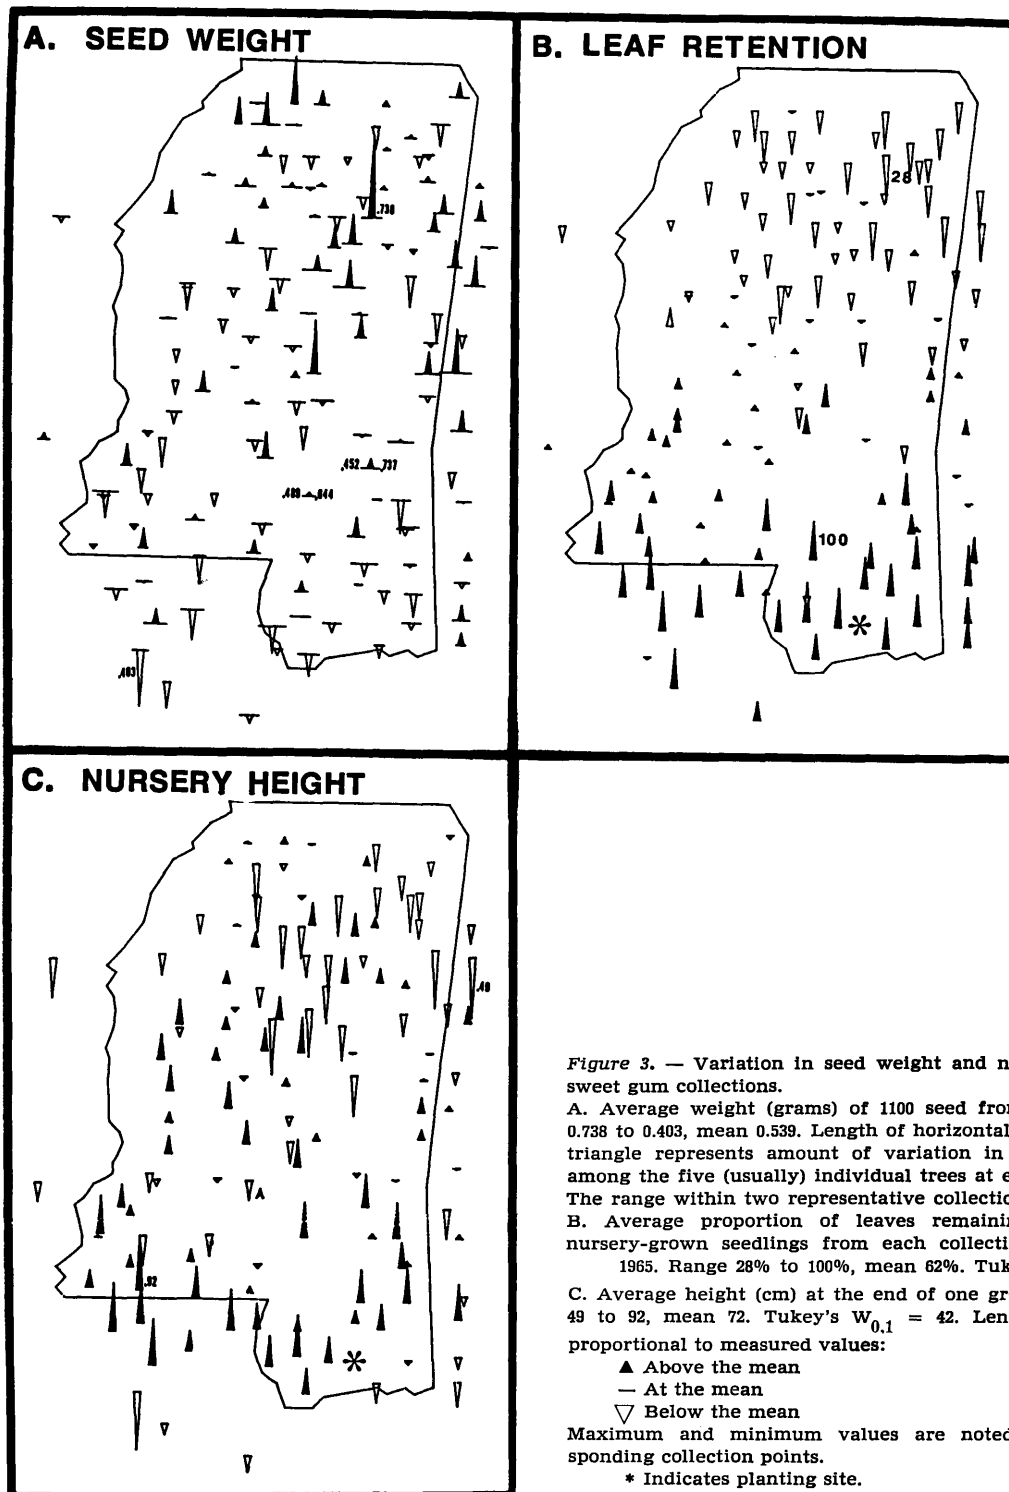 A. SEED WEIGHT
B. LEAF RETENTION
28
.738
.452 .737
.489 .644
100
.403
C. NURSERY HEIGHT
.49
.92
Figure 3. — Variation in seed weight and n
sweet gum collections.
A. Average weight (grams) of 1100 seed from
0.738 to 0.403, mean 0.539. Length of horizontal
triangle represents amount of variation in
among the five (usually) individual trees at e
The range within two representative collectio
B. Average proportion of leaves remainin
nursery-grown seedlings from each collecti
1965. Range 28% to 100%, mean 62%. Tuk
C. Average height (cm) at the end of one gr
49 to 92, mean 72. Tukey's W0,1 = 42. Len
proportional to measured values:
▲ Above the mean
— At the mean
▽ Below the mean
Maximum and minimum values are noted
sponding collection points.
* Indicates planting site.